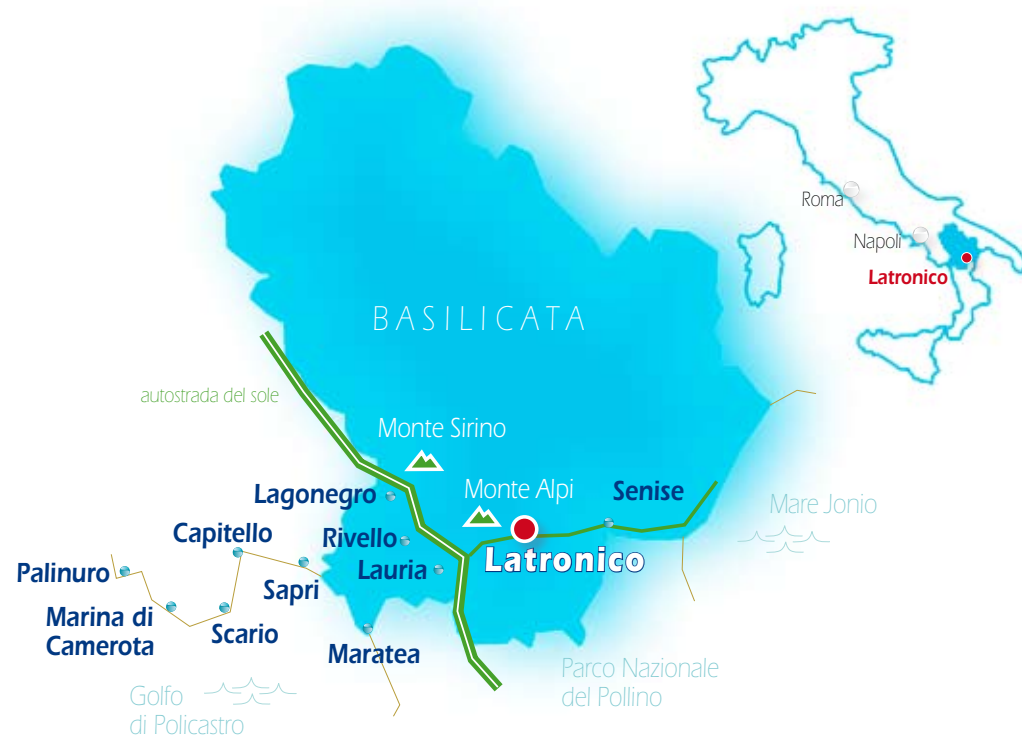 Roma
Napoli
Latronico
BASILICATA
autostrada del sole
Monte Sirino
Monte Alpi
Senise
Lagonegro
Mare Jonio
Capitello
Rivello
Latronico
Palinuro
Sapri
Lauria
Marina di
Camerota
Scario
Maratea
Parco Nazionale
del Pollino
Golfo
di Policastro